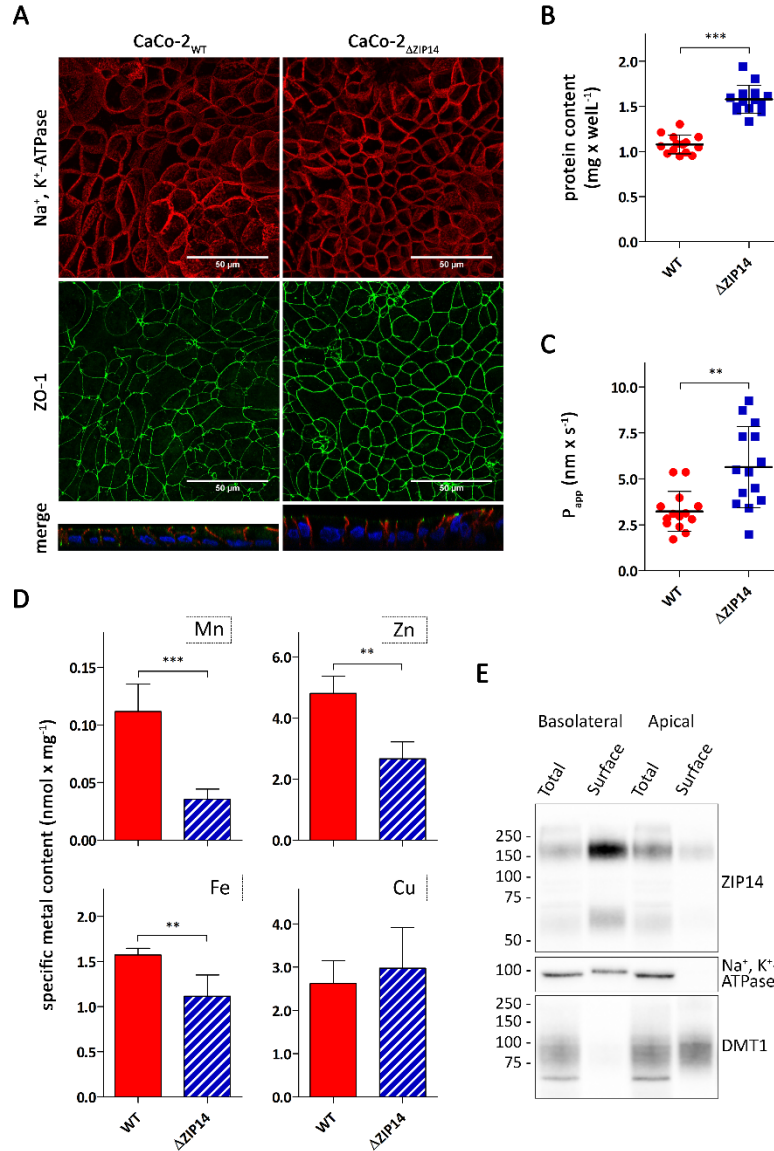 A
CaCo-2WT
CaCo-2ΔZIP14
Na⁺, K⁺-ATPase
50 µm
50 µm
ZO-1
50 µm
50 µm
merge
B
***
protein content
(mg x welL⁻¹)
2.0
1.5
1.0
0.5
0.0
WT
ΔZIP14
C
**
Papp (nm x s⁻¹)
10.0
7.5
5.0
2.5
0.0
WT
ΔZIP14
D
specific metal content (nmol x mg⁻¹)
Mn
***
0.15
0.10
0.05
0.00
Zn
**
6.0
4.0
2.0
0.0
Fe
**
2.0
1.5
1.0
0.5
0.0
WT
ΔZIP14
Cu
5.0
4.0
3.0
2.0
1.0
0.0
WT
ΔZIP14
E
Basolateral Apical
Total Surface Total Surface
250 -
150 -
100 -
75 -
50 -
ZIP14
100 -
Na⁺, K⁺-
ATPase
250 -
150 -
100 -
75 -
DMT1